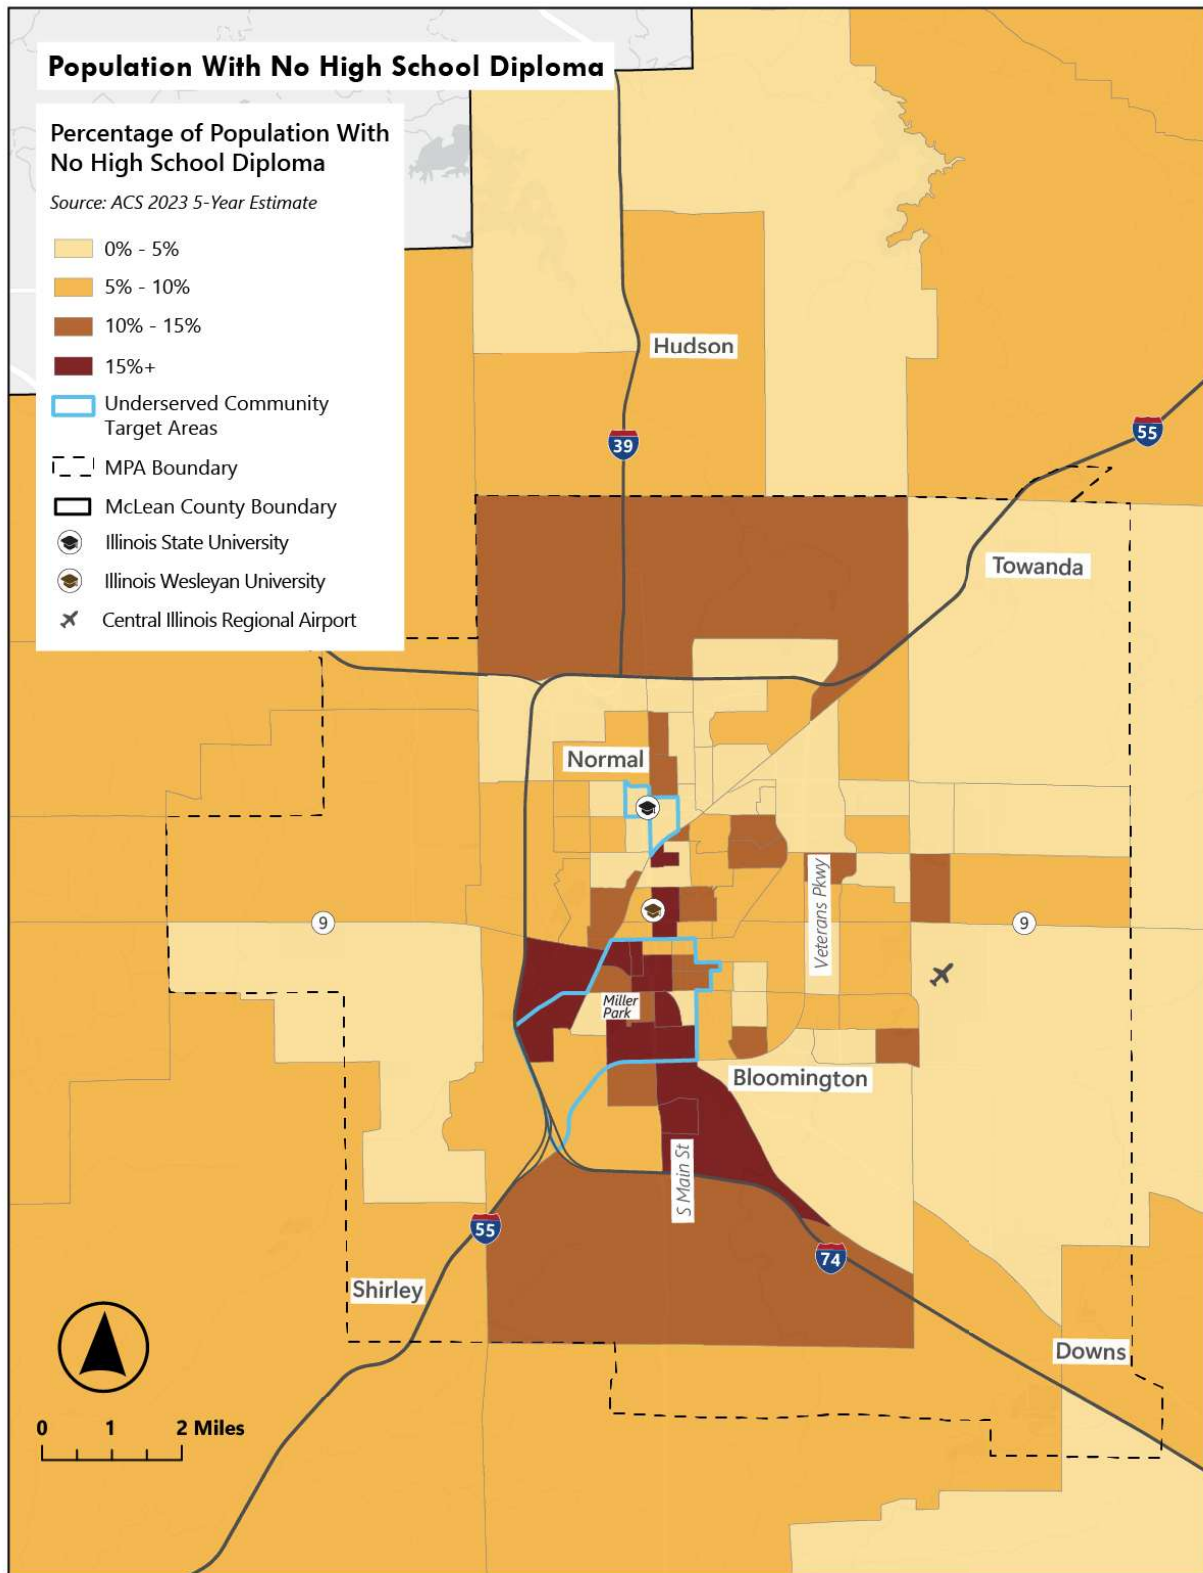 Population With No High School Diploma
Percentage of Population With
No High School Diploma
Source: ACS 2023 5-Year Estimate
0% - 5%
5% - 10%
10% - 15%
15%+
Underserved Community
Target Areas
MPA Boundary
McLean County Boundary
Illinois State University
Illinois Wesleyan University
Central Illinois Regional Airport
Hudson
39
55
Towanda
Normal
Veterans Pkwy
9
9
Miller
Park
Bloomington
S Main St
55
74
Shirley
Downs
0 1 2 Miles